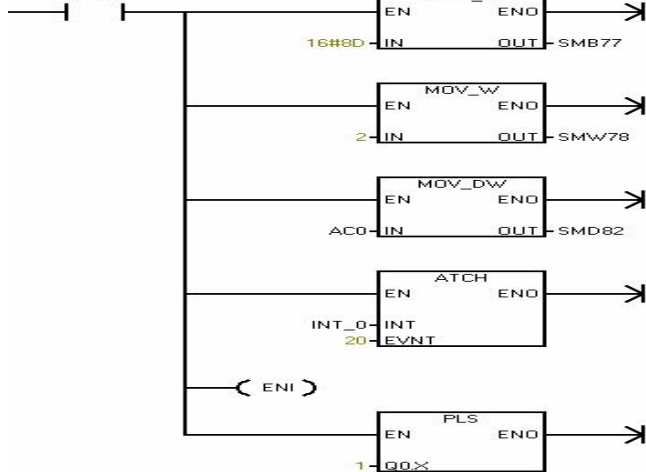 EN ENO
16#8D IN OUT SMB77
MOV_W
EN ENO
2 IN OUT SMW78
MOV_DW
EN ENO
AC0 IN OUT SMD82
ATCH
EN ENO
INT_0 INT
20 EVNT
ENI
PLS
EN ENO
1 Q0.X